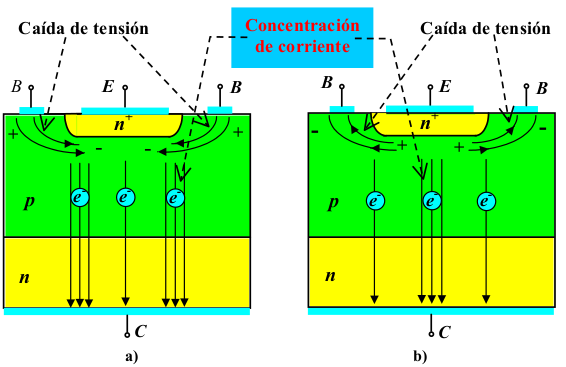 Caída de tensión
Concentración
de corriente
Caída de tensión
B
E
B
B
E
B
n+
n+
+
-
-
+
-
+
+
-
p
e-
e-
e-
p
e-
e-
e-
n
n
C
C
a)
b)